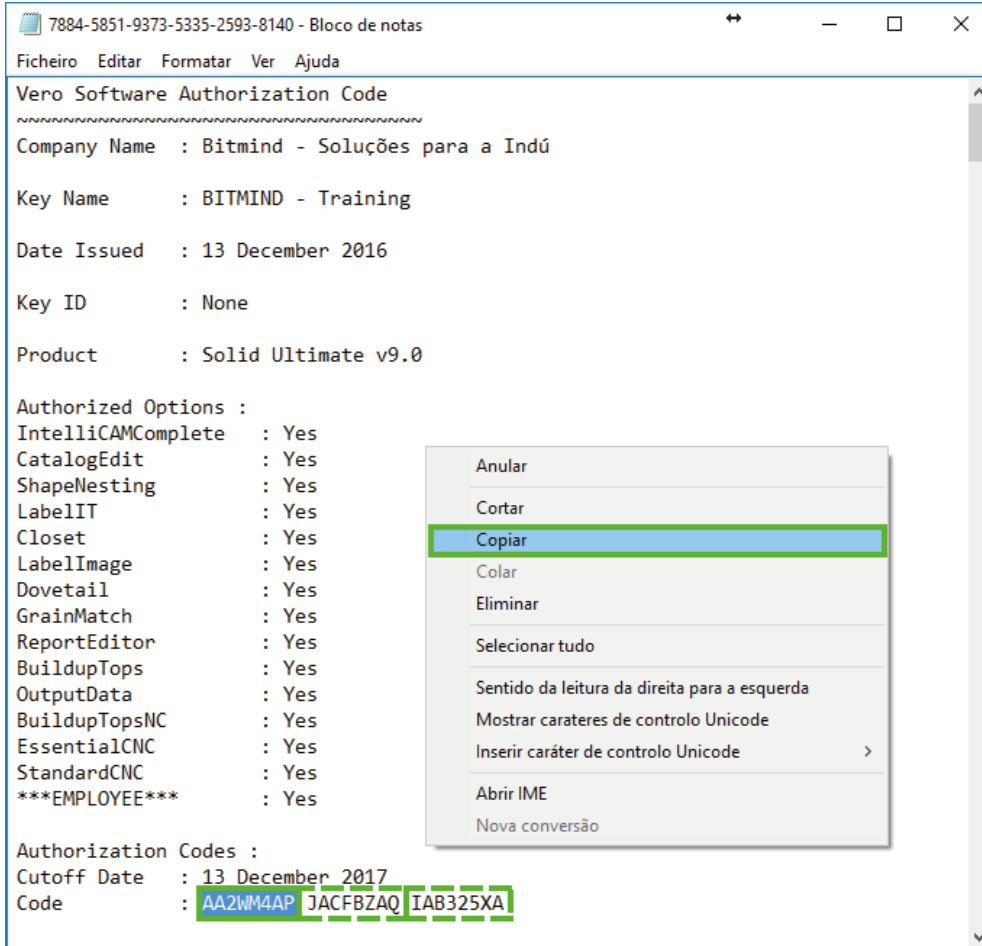 7884-5851-9373-5335-2593-8140 - Bloco de notas
Ficheiro Editar Formatar Ver Ajuda
Vero Software Authorization Code
~~~~~~~~~~~~~~~~~~~~~~~~~~~~~~~~~~~
Company Name : Bitmind - Soluções para a Indú
Key Name : BITMIND - Training
Date Issued : 13 December 2016
Key ID : None
Product : Solid Ultimate v9.0
Authorized Options :
IntelliCAMComplete : Yes
CatalogEdit : Yes
ShapeNesting : Yes
LabelIT : Yes
Closet : Yes
LabelImage : Yes
Dovetail : Yes
GrainMatch : Yes
ReportEditor : Yes
BuildupTops : Yes
OutputData : Yes
BuildupTopsNC : Yes
EssentialCNC : Yes
StandardCNC : Yes
***EMPLOYEE*** : Yes
Authorization Codes :
Cutoff Date : 13 December 2017
Code : AA2WM4AP JACFBZAQ IAB325XA
Anular
Cortar
Copiar
Colar
Eliminar
Selecionar tudo
Sentido da leitura da direita para a esquerda
Mostrar carateres de controlo Unicode
Inserir caráter de controlo Unicode
Abrir IME
Nova conversão